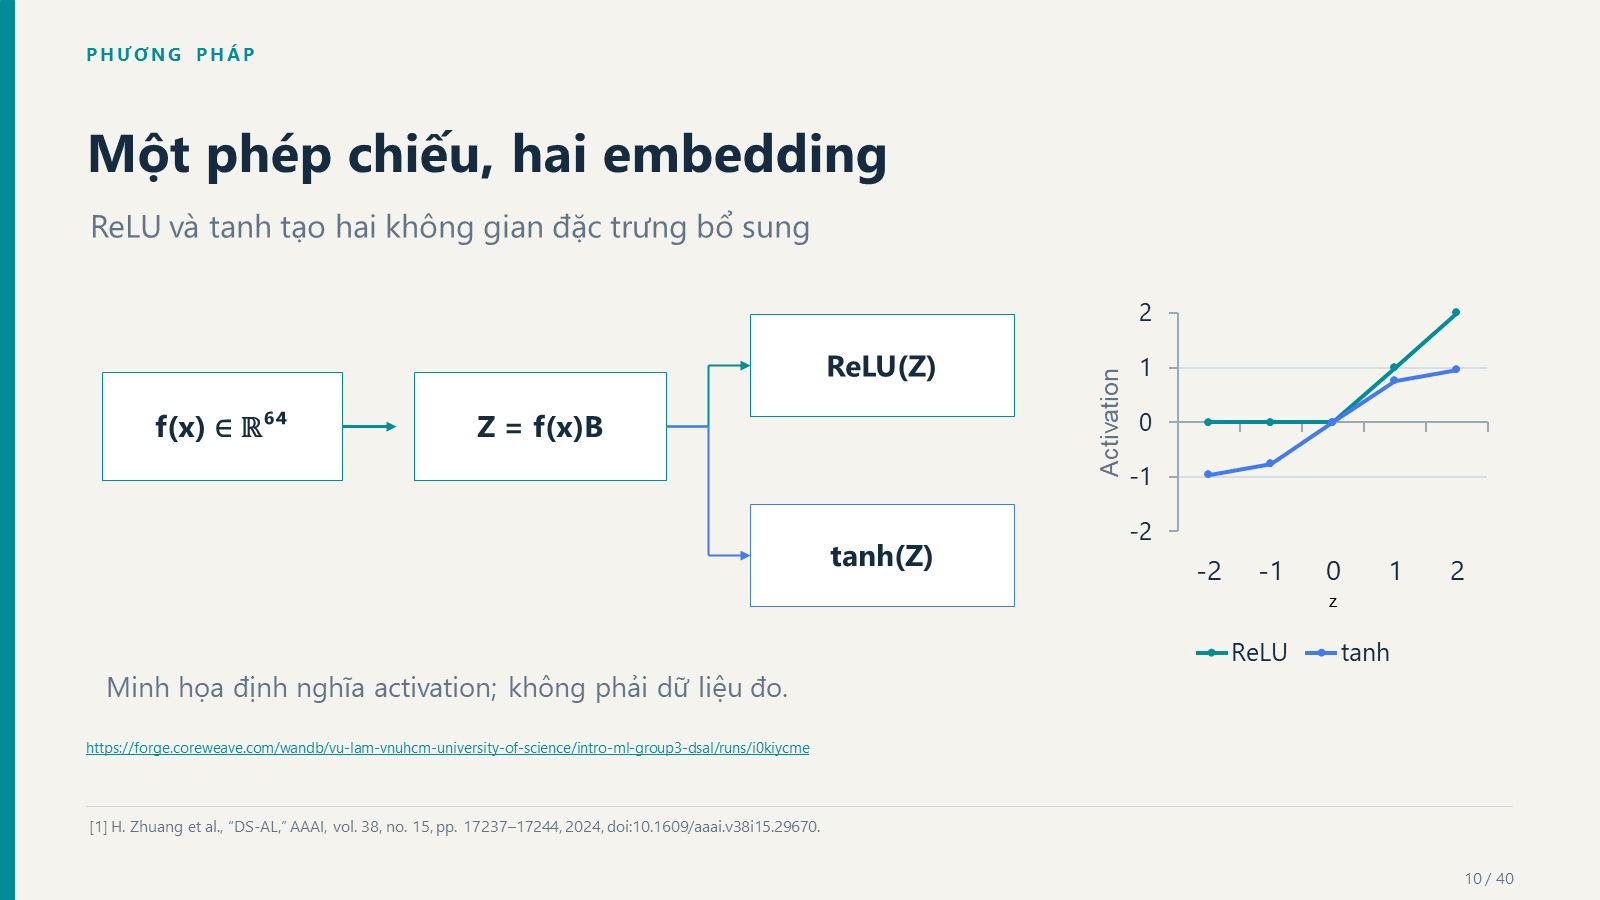 PHƯƠNG PHÁP
Một phép chiếu, hai embedding
ReLU và tanh tạo hai không gian đặc trưng bổ sung
f(x) ∈ ℝ⁶⁴
Z = f(x)B
ReLU(Z)
tanh(Z)
Activation
2
1
0
-1
-2
-2 -1 0 1 2
z
ReLU tanh
Minh họa định nghĩa activation; không phải dữ liệu đo.
https://forge.coreweave.com/wandb/vu-lam-vnuhcm-university-of-science/intro-ml-group3-dsal/runs/i0kiycme
[1] H. Zhuang et al., “DS-AL,” AAAI, vol. 38, no. 15, pp. 17237–17244, 2024, doi:10.1609/aaai.v38i15.29670.
10 / 40